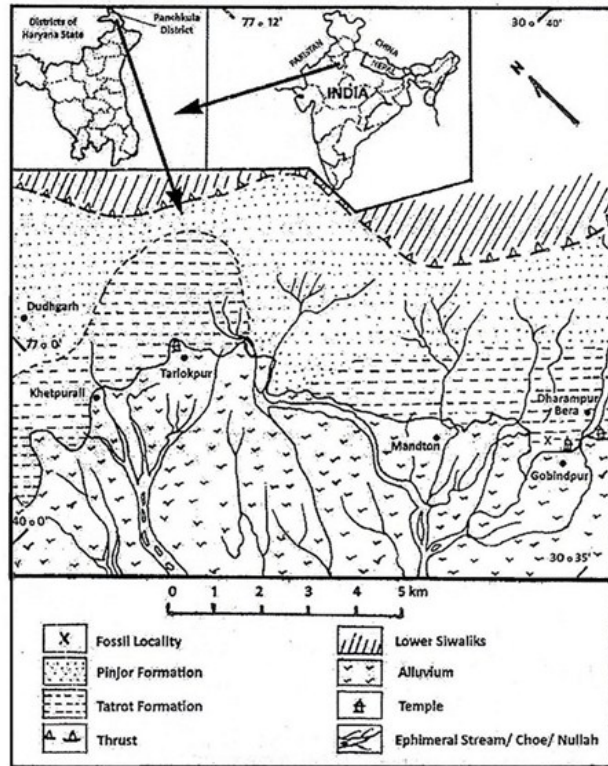 Districts of
Haryana State
Panchkula
District
77 o 12'
PAKISTAN
CHINA
NEPAL
INDIA
30 o 40'
N
Dudhgarh
77 o 0'
Khetpurali
Tarlokpur
Mandton
Dharampur
Bera
Gobindpur
40 o 0'
30 o 35'
0 1 2 3 4 5 km
X Fossil Locality
Pinjor Formation
Tatrot Formation
Thrust
Lower Siwaliks
Alluvium
Temple
Ephemeral Stream/ Choe/ Nullah